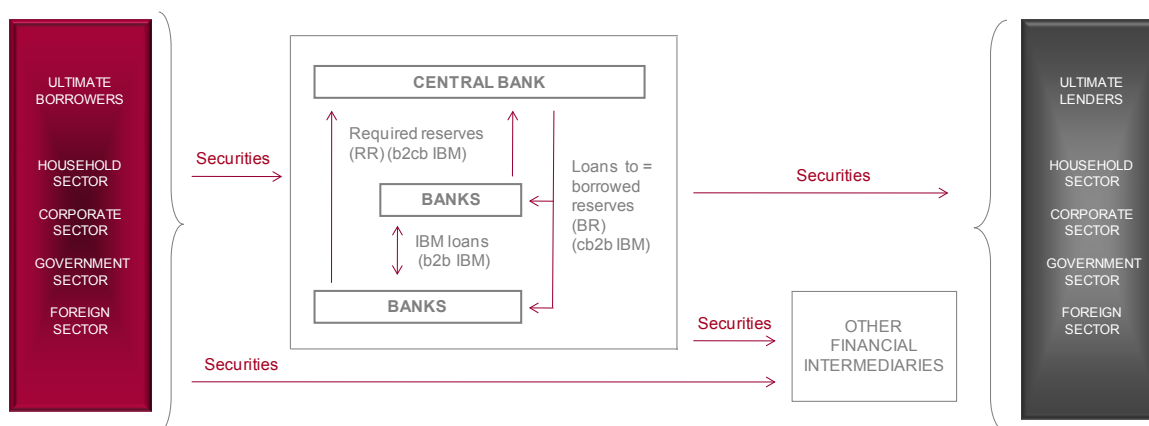 ULTIMATE
BORROWERS
HOUSEHOLD
SECTOR
CORPORATE
SECTOR
GOVERNMENT
SECTOR
FOREIGN
SECTOR
Securities
Securities
CENTRAL BANK
Required reserves
(RR) (b2cb IBM)
BANKS
IBM loans
(b2b IBM)
BANKS
Loans to =
borrowed
reserves
(BR)
(cb2b IBM)
Securities
Securities
OTHER
FINANCIAL
INTERMEDIARIES
ULTIMATE
LENDERS
HOUSEHOLD
SECTOR
CORPORATE
SECTOR
GOVERNMENT
SECTOR
FOREIGN
SECTOR